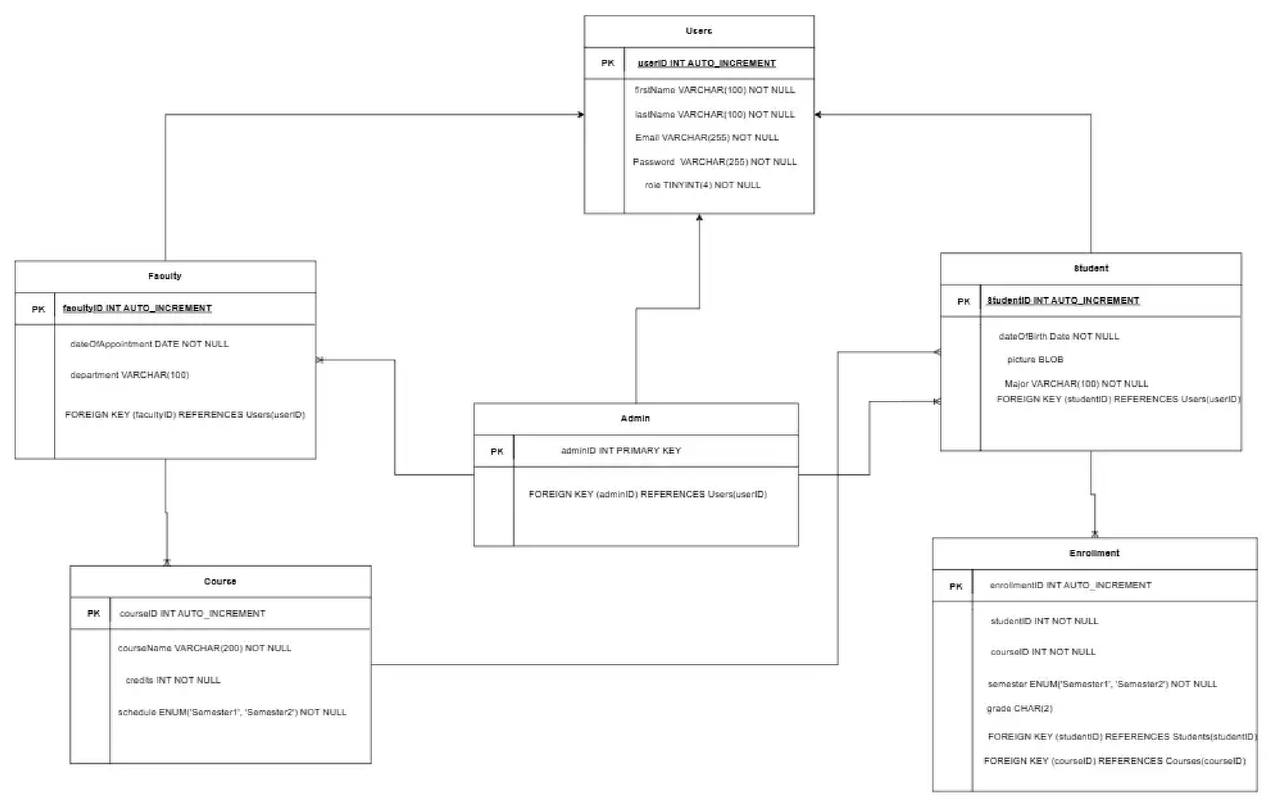 Users
PK userID INT AUTO_INCREMENT
firstName VARCHAR(100) NOT NULL
lastName VARCHAR(100) NOT NULL
Email VARCHAR(255) NOT NULL
Password VARCHAR(255) NOT NULL
role TINYINT(4) NOT NULL
Faculty
PK facultyID INT AUTO_INCREMENT
dateOfAppointment DATE NOT NULL
department VARCHAR(100)
FOREIGN KEY (facultyID) REFERENCES Users(userID)
Student
PK StudentID INT AUTO_INCREMENT
dateOfBirth Date NOT NULL
picture BLOB
Major VARCHAR(100) NOT NULL
FOREIGN KEY (studentID) REFERENCES Users(userID)
Admin
PK adminID INT PRIMARY KEY
FOREIGN KEY (adminID) REFERENCES Users(userID)
Course
PK courseID INT AUTO_INCREMENT
courseName VARCHAR(200) NOT NULL
credits INT NOT NULL
schedule ENUM('Semester1', 'Semester2') NOT NULL
Enrollment
PK enrollmentID INT AUTO_INCREMENT
studentID INT NOT NULL
courseID INT NOT NULL
semester ENUM('Semester1', 'Semester2') NOT NULL
grade CHAR(2)
FOREIGN KEY (studentID) REFERENCES Students(studentID)
FOREIGN KEY (courseID) REFERENCES Courses(courseID)